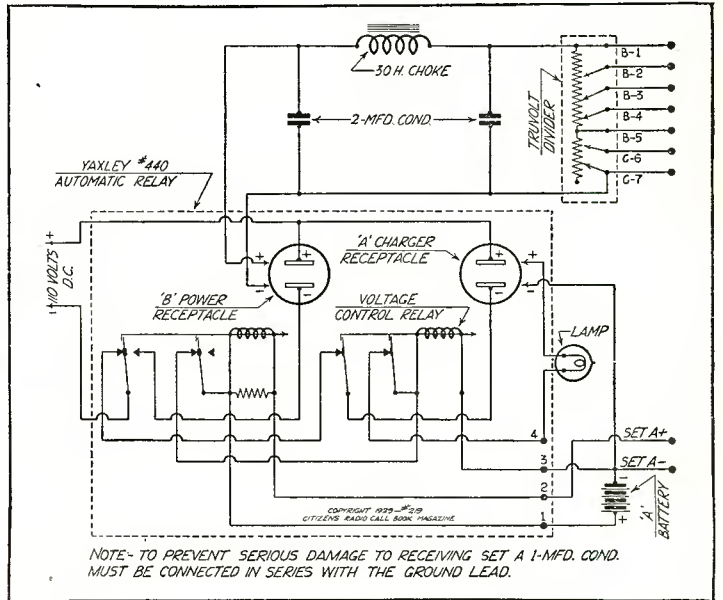 30 H. CHOKE
2-MFD. COND.
TRUVOLT
DIVIDER
B-1
B-2
B-3
B-4
B-5
C-6
C-7
YAXLEY #440
AUTOMATIC RELAY
+
110 VOLTS
D.C.
-
'B' POWER
RECEPTACLE
+
-
+
-
'A' CHARGER
RECEPTACLE
+
-
+
-
VOLTAGE
CONTROL RELAY
LAMP
4
3
2
1
SET A+
SET A-
-
+
'A'
BATTERY
COPYRIGHT 1929-#219
CITIZENS RADIO CALL BOOK MAGAZINE
NOTE:- TO PREVENT SERIOUS DAMAGE TO RECEIVING SET A 1-MFD. COND.
MUST BE CONNECTED IN SERIES WITH THE GROUND LEAD.